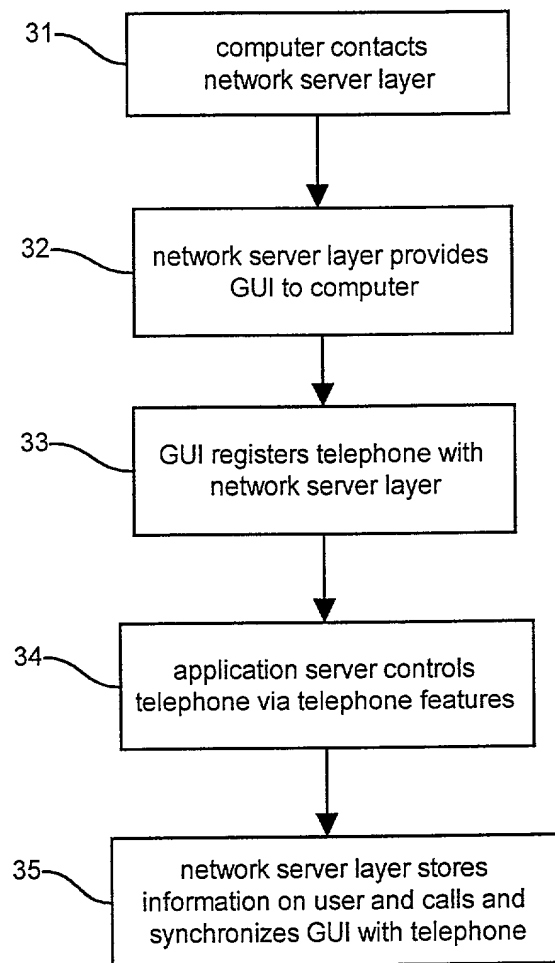 31
computer contacts
network server layer
32
network server layer provides
GUI to computer
33
GUI registers telephone with
network server layer
34
application server controls
telephone via telephone features
35
network server layer stores
information on user and calls and
synchronizes GUI with telephone